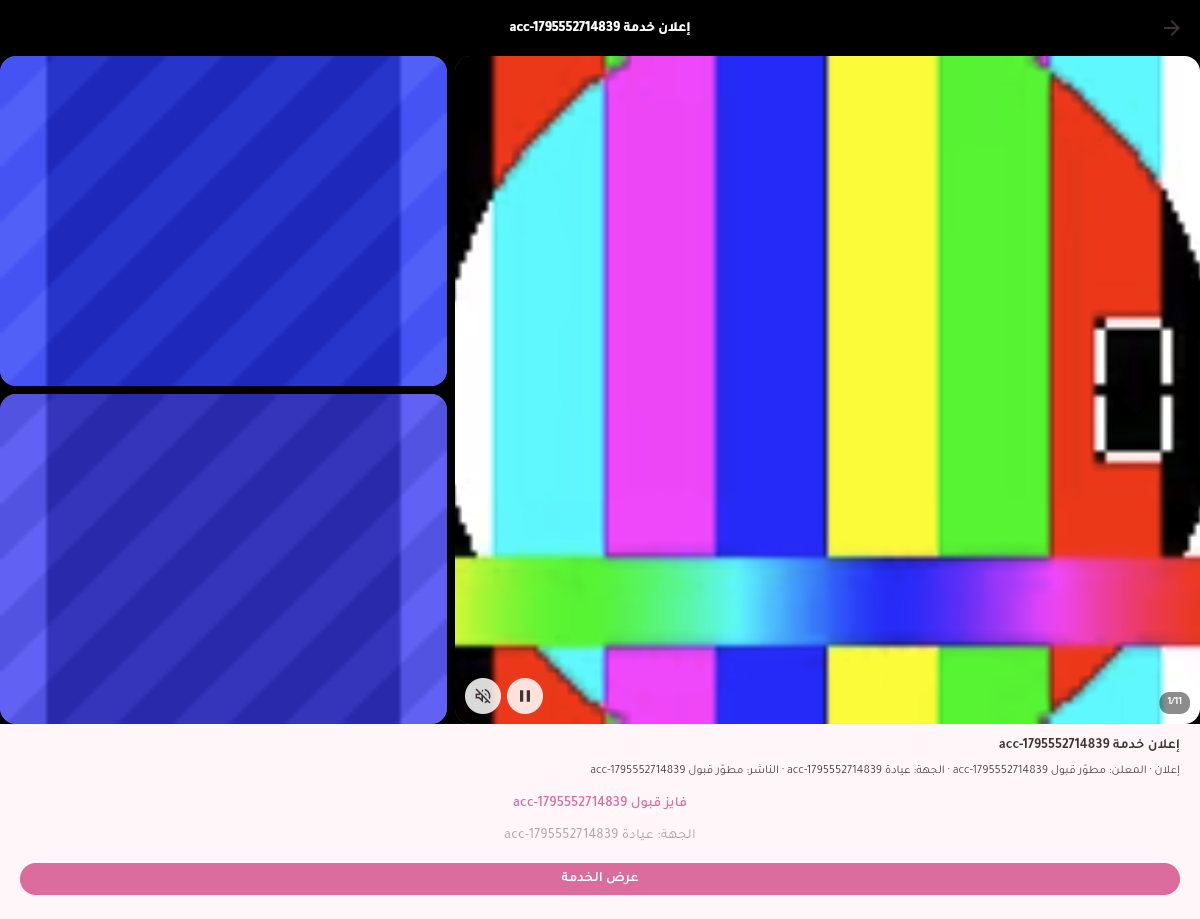 إعلان خدمة acc-1795552714839
1/11
إعلان خدمة acc-1795552714839
إعلان · المعلن: مطوّر قبول acc-1795552714839 · الجهة: عيادة acc-1795552714839 · الناشر: مطوّر قبول acc-1795552714839
فايز قبول acc-1795552714839
الجهة: عيادة acc-1795552714839
عرض الخدمة